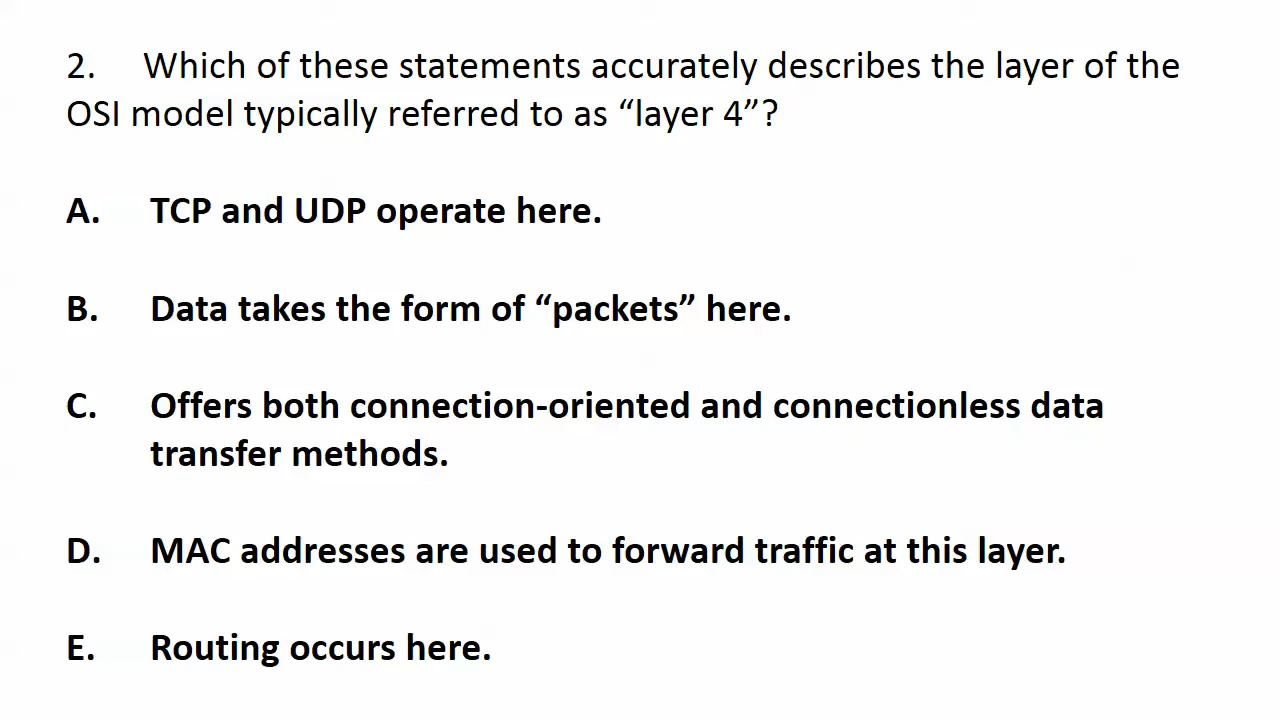 2. Which of these statements accurately describes the layer of the
OSI model typically referred to as “layer 4”?
A. TCP and UDP operate here.
B. Data takes the form of “packets” here.
C. Offers both connection-oriented and connectionless data
transfer methods.
D. MAC addresses are used to forward traffic at this layer.
E. Routing occurs here.